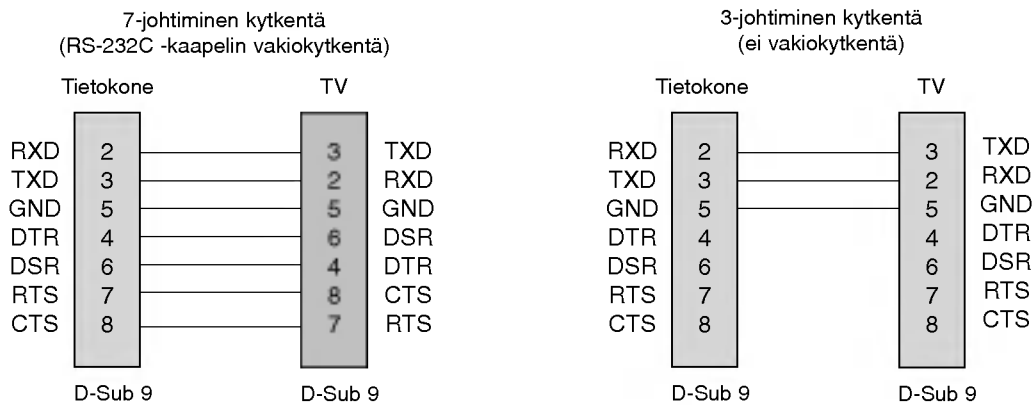 7-johtiminen kytkentä
(RS-232C -kaapelin vakiokytkentä)
Tietokone TV
RXD 2 3 TXD
TXD 3 2 RXD
GND 5 5 GND
DTR 4 6 DSR
DSR 6 4 DTR
RTS 7 8 CTS
CTS 8 7 RTS
D-Sub 9 D-Sub 9
3-johtiminen kytkentä
(ei vakiokytkentä)
Tietokone TV
RXD 2 3 TXD
TXD 3 2 RXD
GND 5 5 GND
DTR 4 4 DTR
DSR 6 6 DSR
RTS 7 7 RTS
CTS 8 8 CTS
D-Sub 9 D-Sub 9